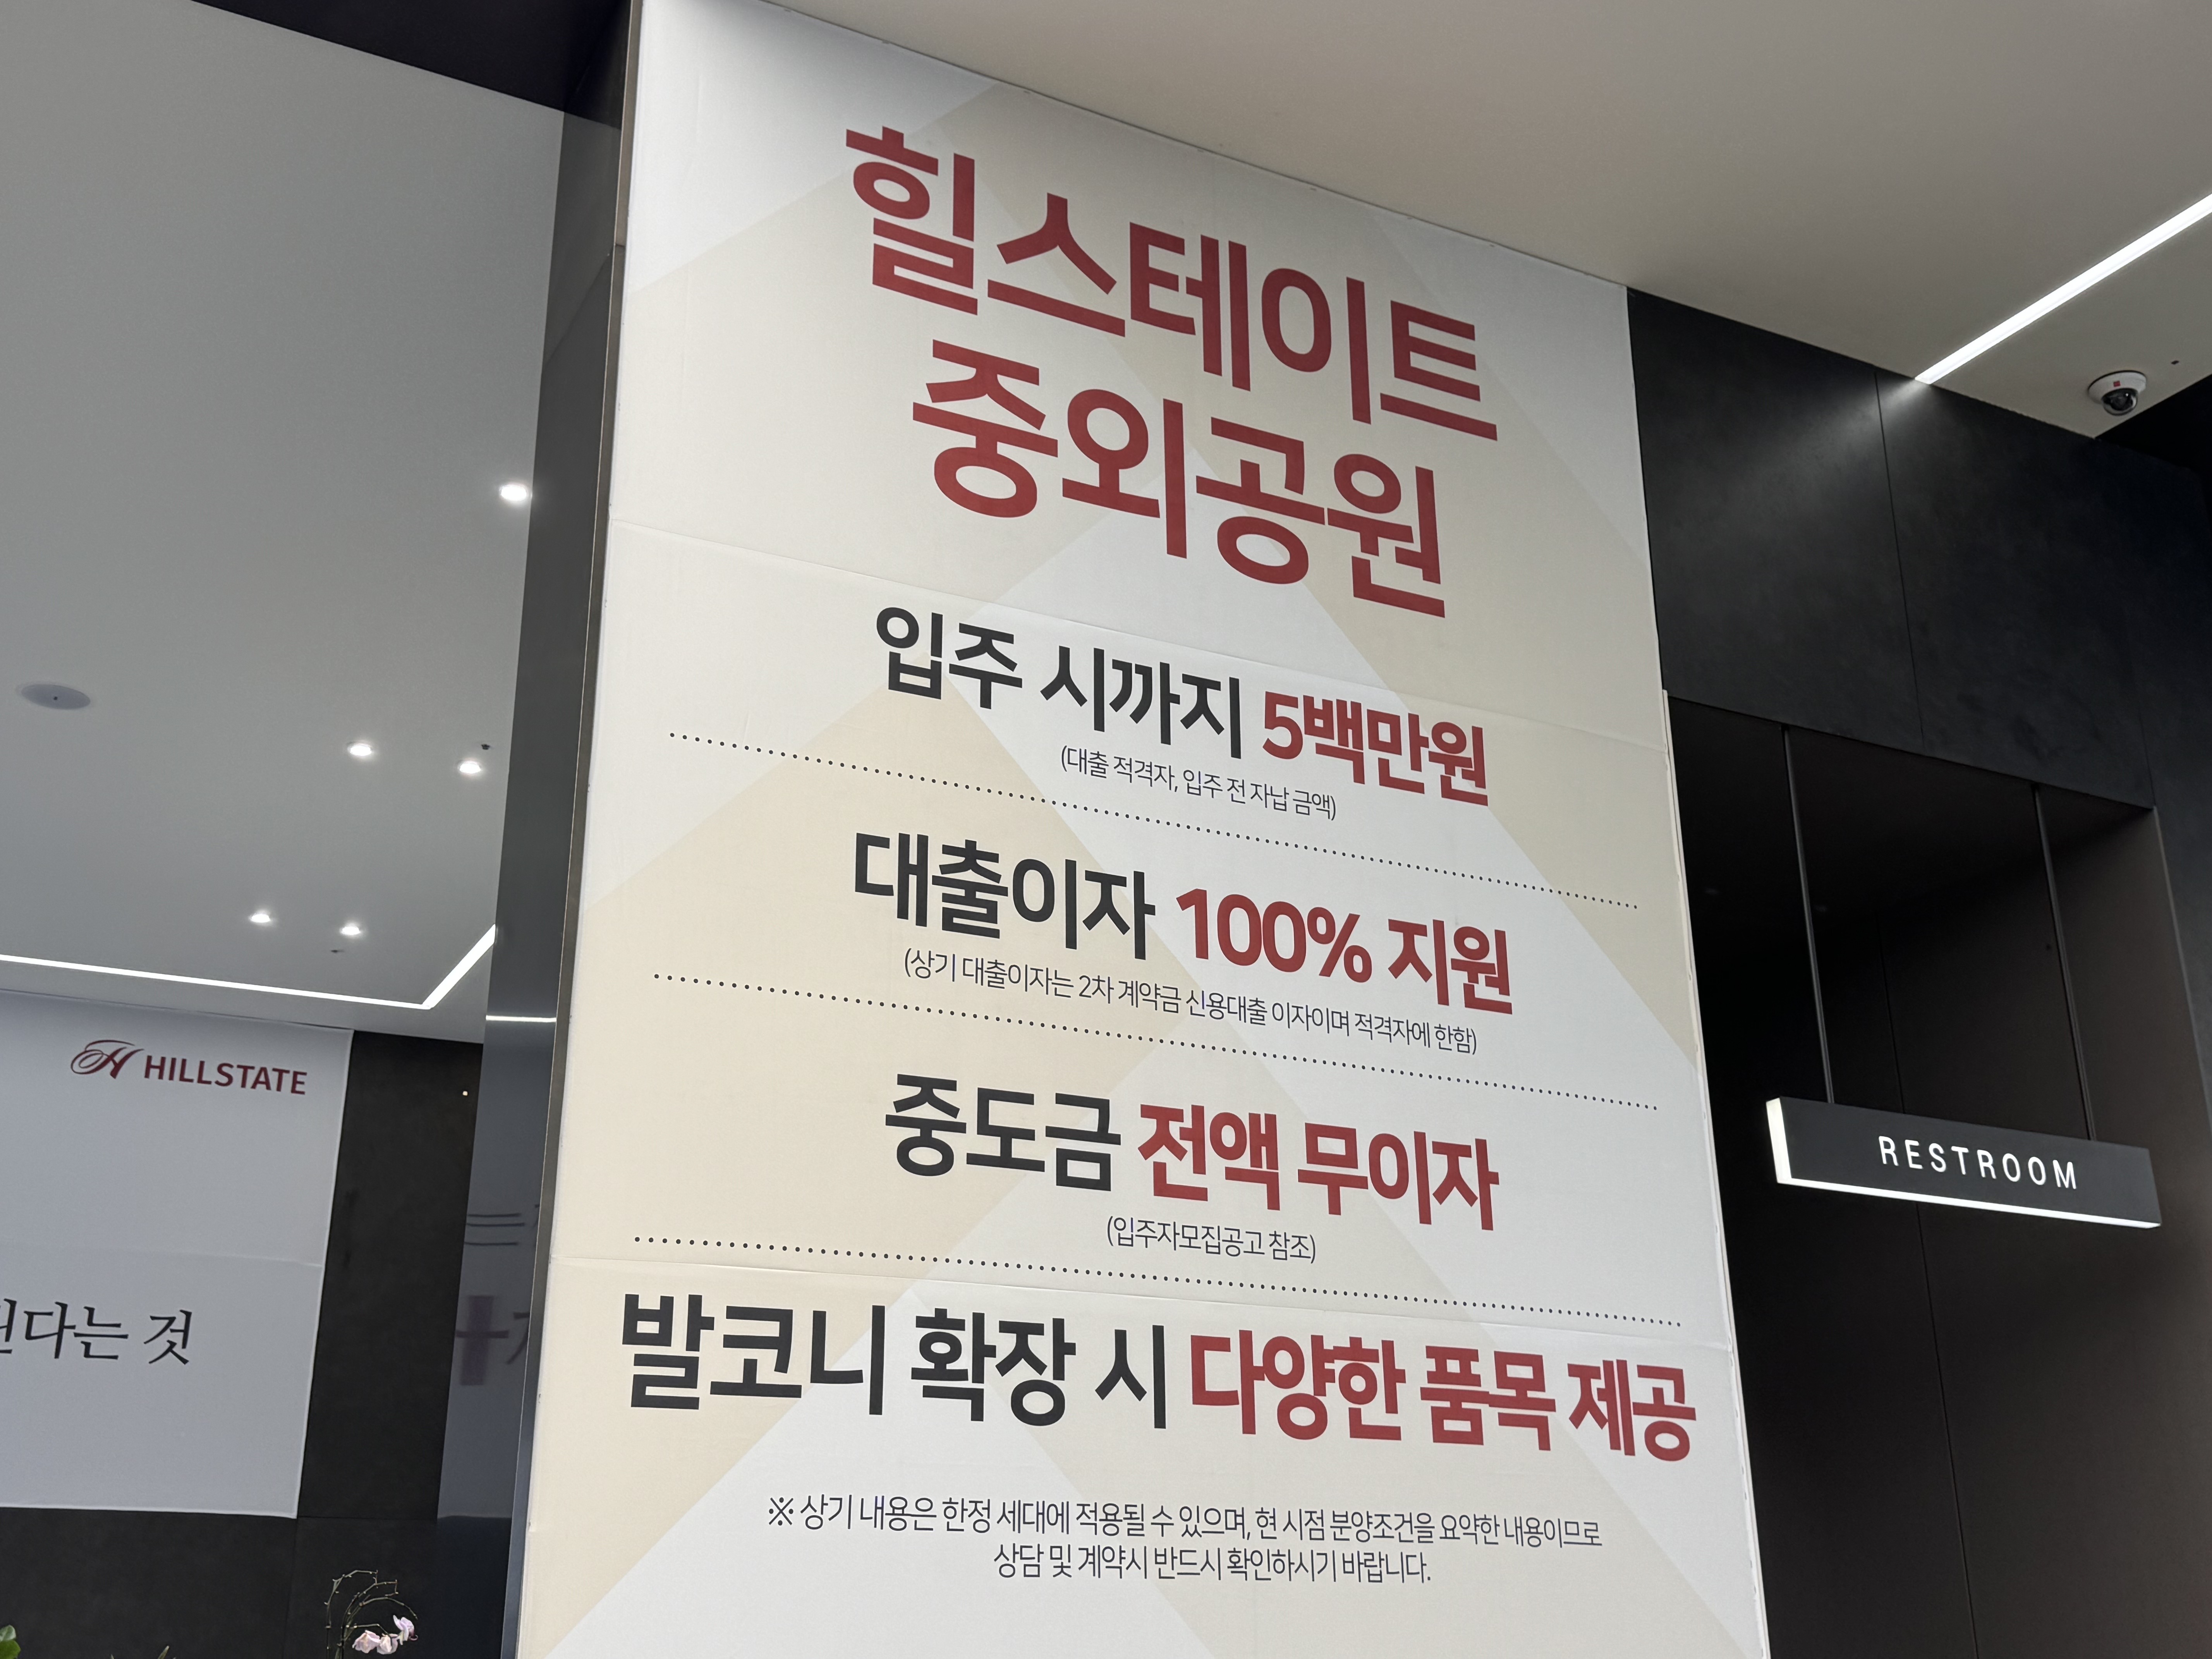 힐스테이트
중외공원
입주 시까지 5백만원
(대출 적격자, 입주 전 자납 금액)
대출이자 100% 지원
(상기 대출이자는 2차 계약금 신용대출 이자이며 적격자에 한함)
중도금 전액 무이자
(입주자모집공고 참조)
발코니 확장 시 다양한 품목 제공
※ 상기 내용은 한정 세대에 적용될 수 있으며, 현 시점 분양조건을 요약한 내용이므로
상담 및 계약시 반드시 확인하시기 바랍니다.
HILLSTATE
것
RESTROOM